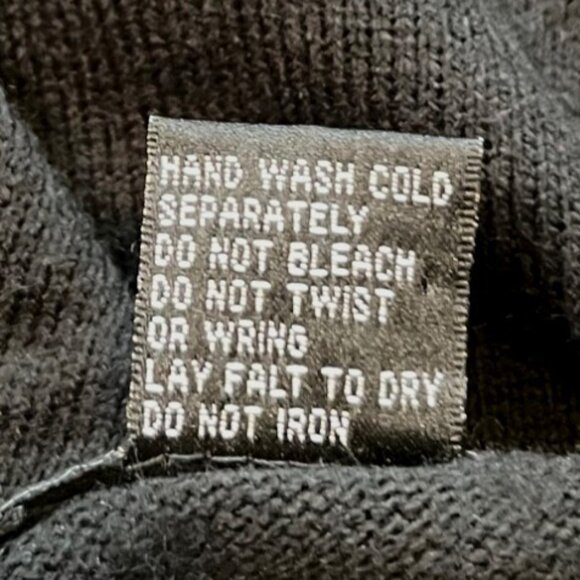 HAND WASH COLD
SEPARATELY
DO NOT BLEACH
DO NOT TWIST
OR WRING
LAY FALT TO DRY
DO NOT IRON